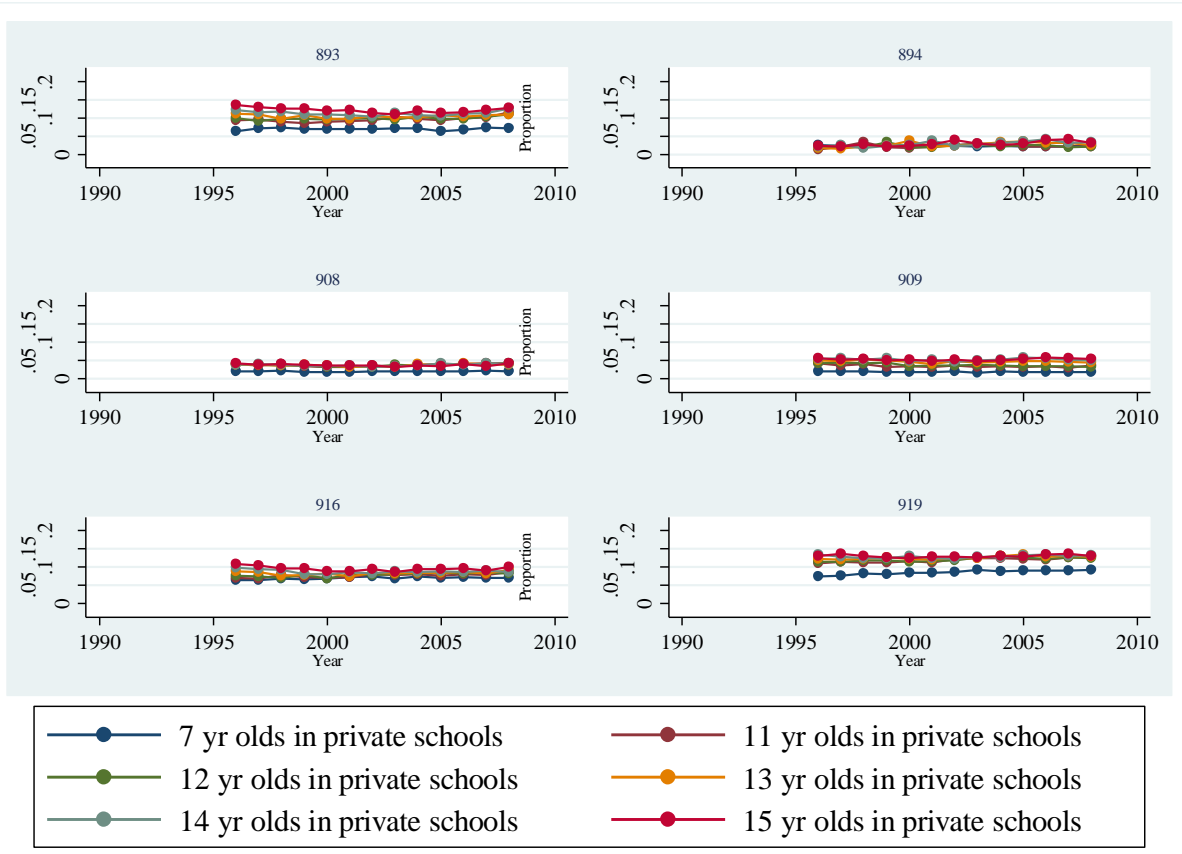 893
894
0 .05 .1 .15 .2
Proportion
1990 1995 2000 2005 2010
Year
0 .05 .1 .15 .2
1990 1995 2000 2005 2010
Year
908
909
0 .05 .1 .15 .2
Proportion
1990 1995 2000 2005 2010
Year
0 .05 .1 .15 .2
1990 1995 2000 2005 2010
Year
916
919
0 .05 .1 .15 .2
Proportion
1990 1995 2000 2005 2010
Year
0 .05 .1 .15 .2
1990 1995 2000 2005 2010
Year
7 yr olds in private schools
11 yr olds in private schools
12 yr olds in private schools
13 yr olds in private schools
14 yr olds in private schools
15 yr olds in private schools